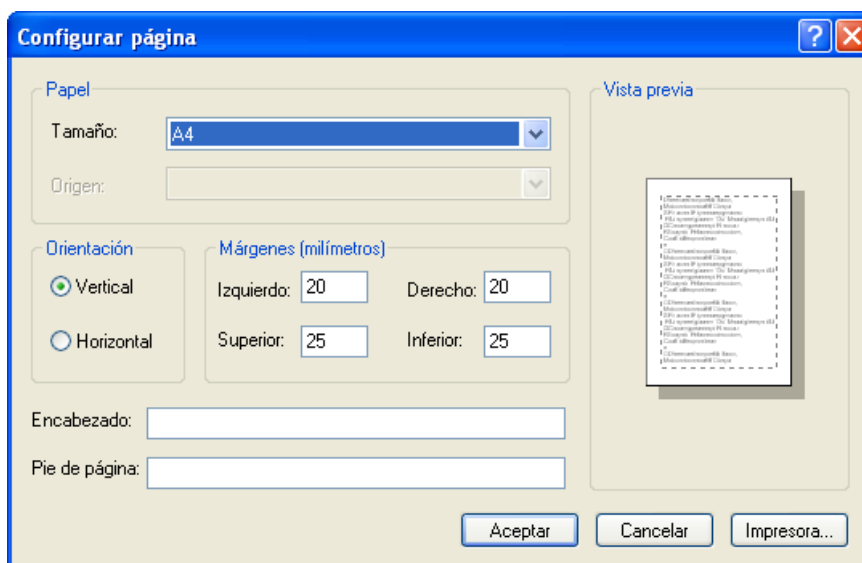 Configurar página
Papel
Tamaño: A4
Origen:
Orientación
Vertical
Horizontal
Márgenes (milímetros)
Izquierdo: 20 Derecho: 20
Superior: 25 Inferior: 25
Encabezado:
Pie de página:
Vista previa
Aceptar Cancelar Impresora...